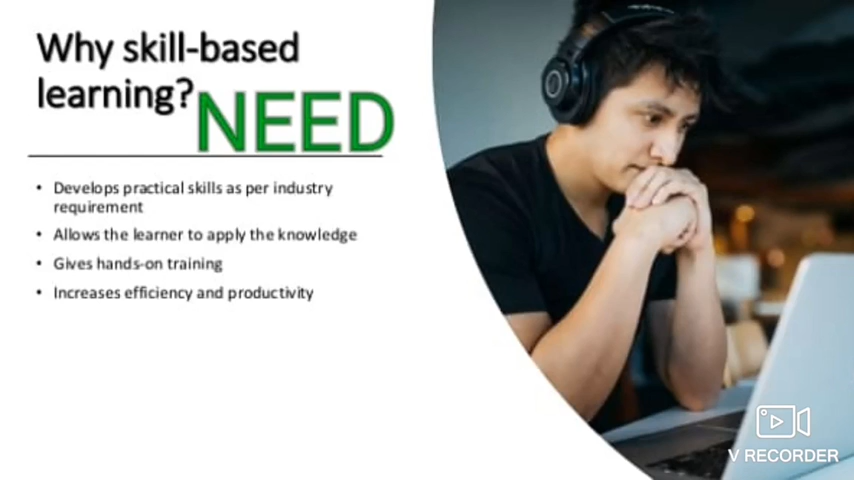 Why skill-based
learning?
NEED
• Develops practical skills as per industry
requirement
• Allows the learner to apply the knowledge
• Gives hands-on training
• Increases efficiency and productivity
V RECORDER